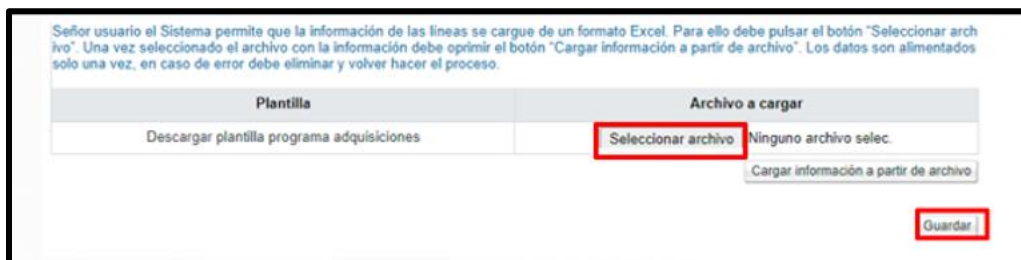 Señor usuario el Sistema permite que la información de las líneas se cargue de un formato Excel. Para ello debe pulsar el botón "Seleccionar arch
ivo". Una vez seleccionado el archivo con la información debe oprimir el botón "Cargar información a partir de archivo". Los datos son alimentados
solo una vez, en caso de error debe eliminar y volver hacer el proceso.
Plantilla Archivo a cargar
Descargar plantilla programa adquisiciones Seleccionar archivo Ninguno archivo selec.
Cargar información a partir de archivo
Guardar